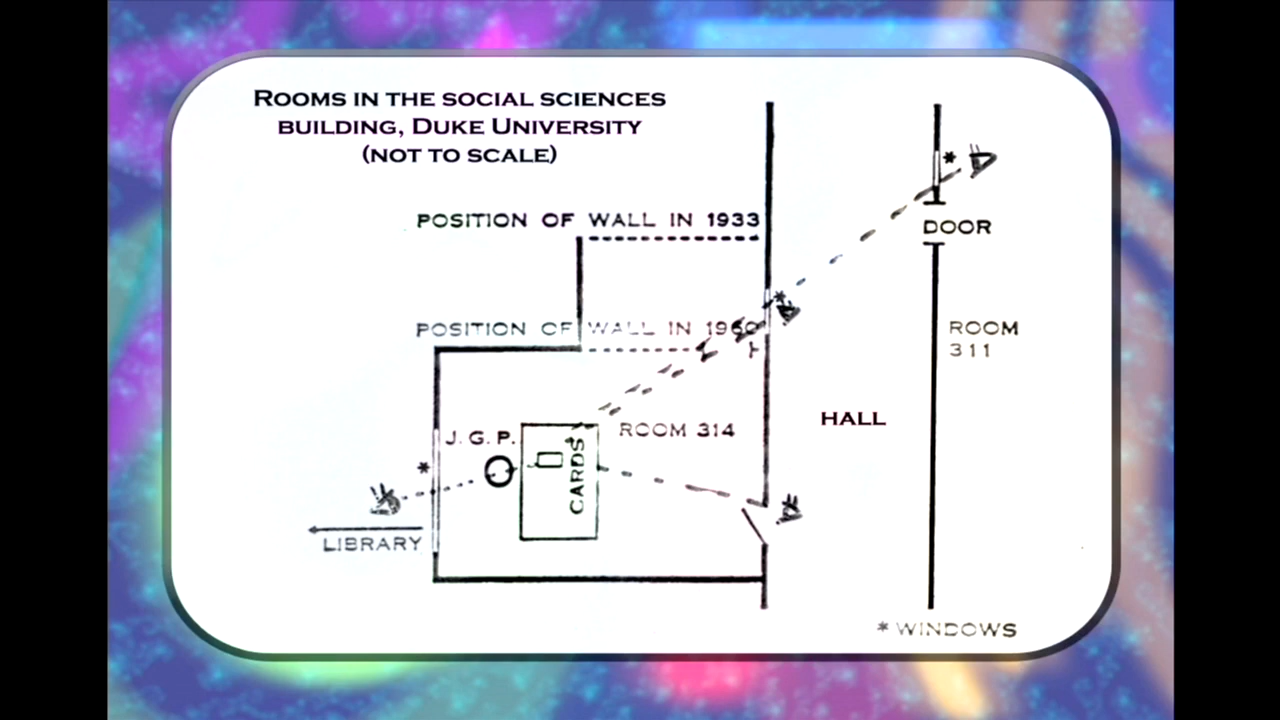 ROOMS IN THE SOCIAL SCIENCES
BUILDING, DUKE UNIVERSITY
(NOT TO SCALE)
*
POSITION OF WALL IN 1933
DOOR
*
POSITION OF WALL IN 1960
ROOM
311
HALL
ROOM 314
J. G. P.
CARDS
*
LIBRARY
* WINDOWS